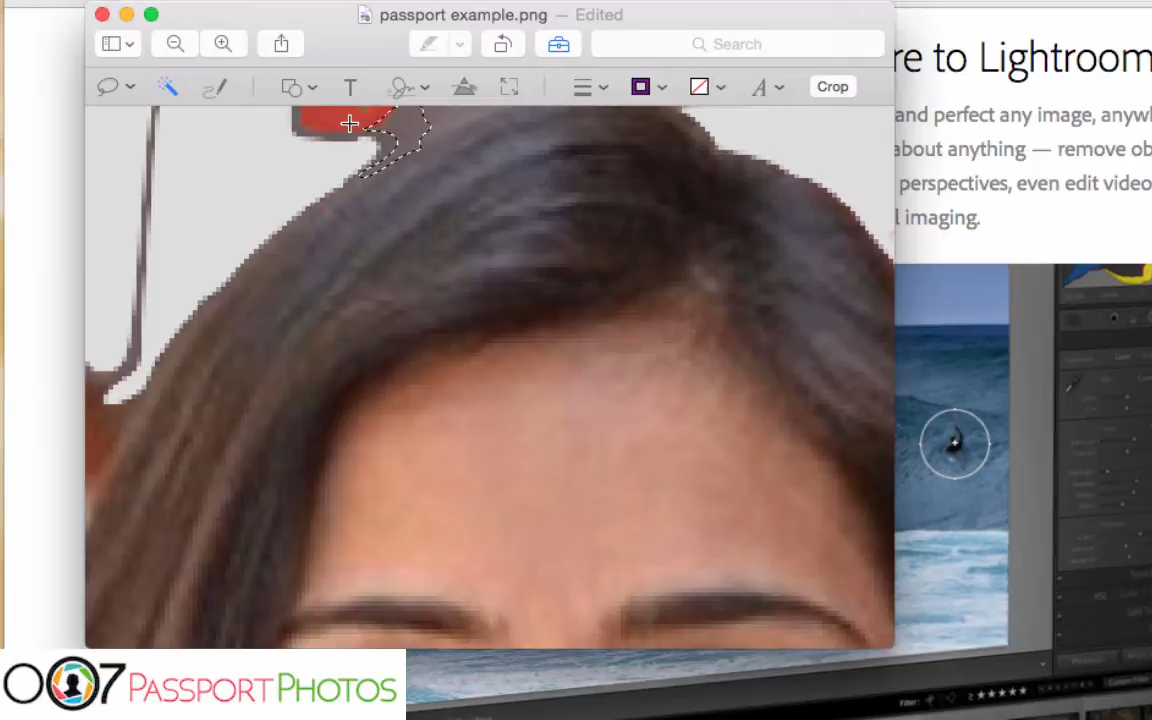 passport example.png — Edited
Search
T
A
Crop
re to Lightroom
and perfect any image, anywh
about anything — remove ob
perspectives, even edit video
l imaging.
Filter:
007 PASSPORT PHOTOS